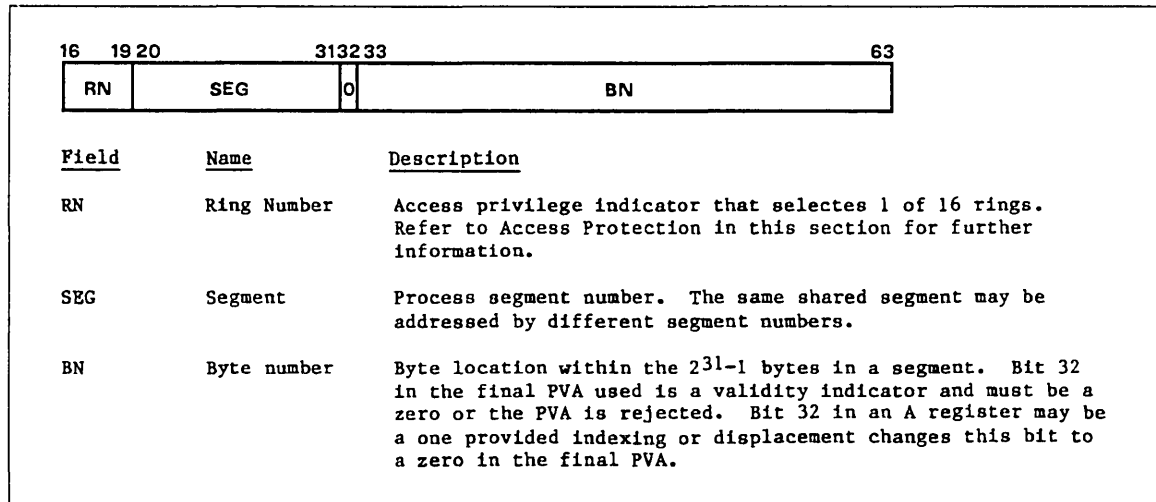 16 19 20 31 32 33 63
RN SEG 0 BN
Field Name Description
RN Ring Number Access privilege indicator that selectes 1 of 16 rings.
Refer to Access Protection in this section for further
information.
SEG Segment Process segment number. The same shared segment may be
addressed by different segment numbers.
BN Byte number Byte location within the 2^31-1 bytes in a segment. Bit 32
in the final PVA used is a validity indicator and must be a
zero or the PVA is rejected. Bit 32 in an A register may be
a one provided indexing or displacement changes this bit to
a zero in the final PVA.